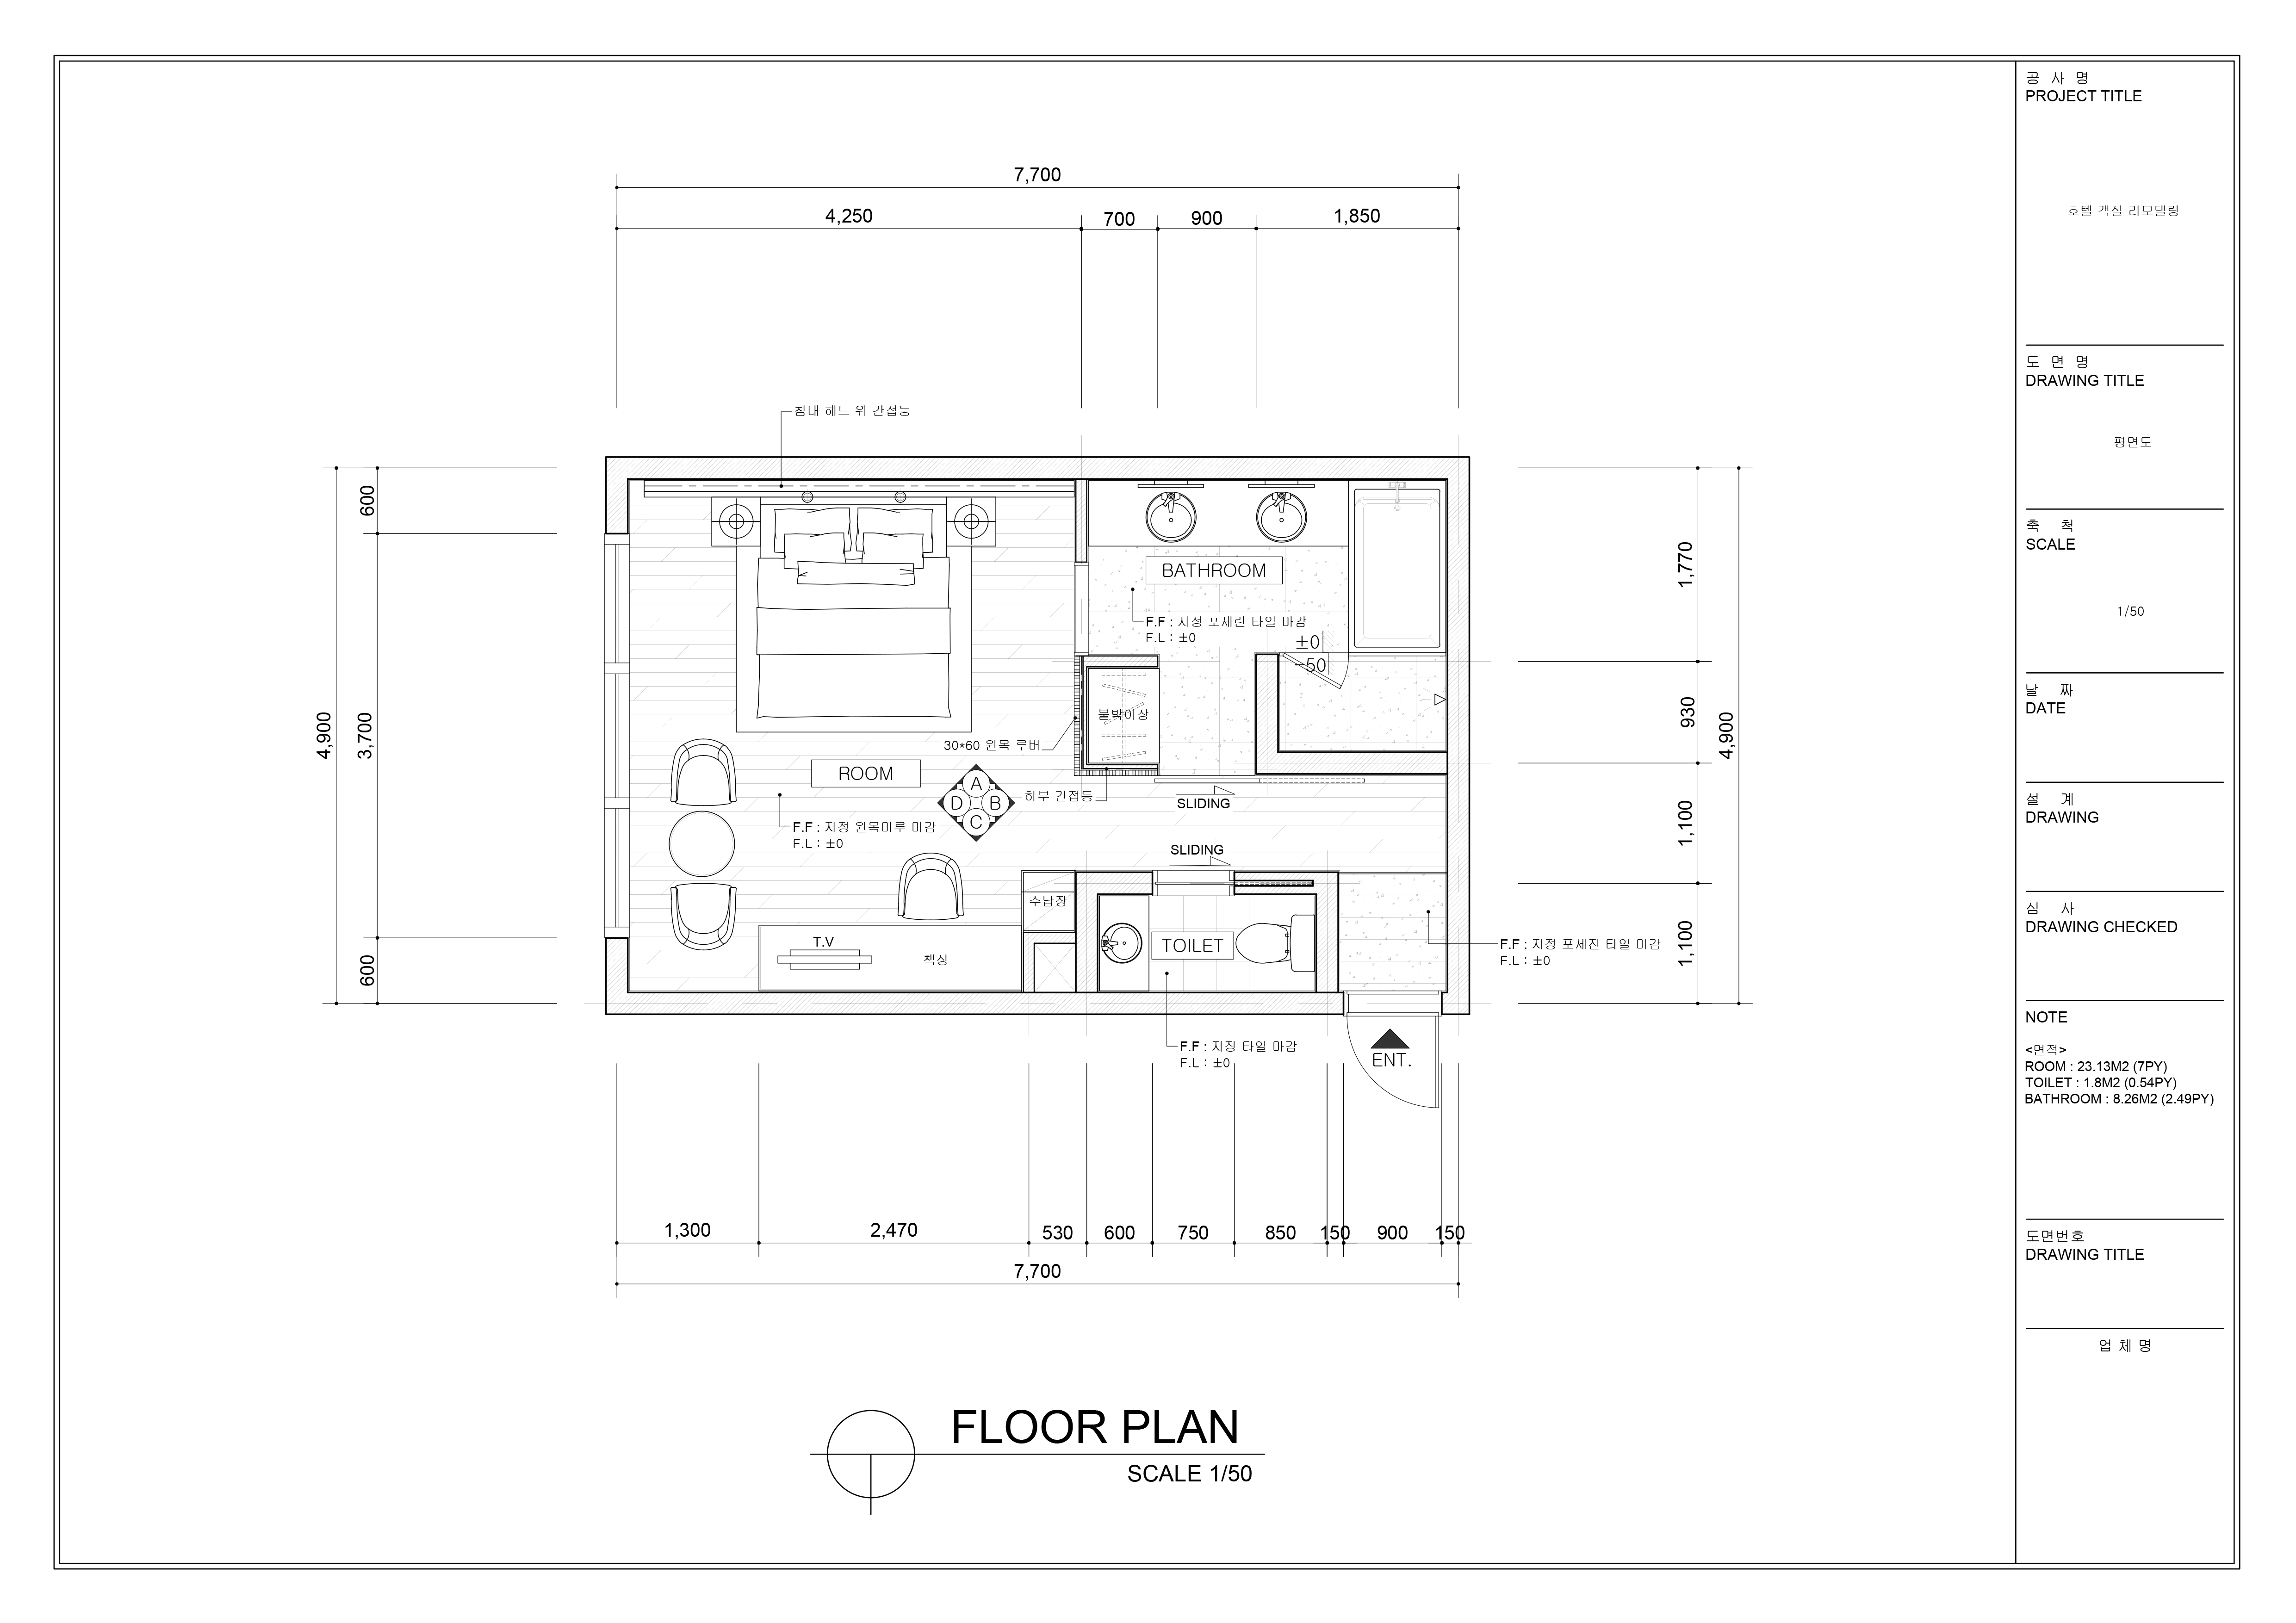 7,700
4,250
700
900
1,850
침대 헤드 위 간접등
4,900
600
3,700
600
1,770
930
1,100
1,100
4,900
BATHROOM
F.F : 지정 포세린 타일 마감
F.L : ±0
±0
-50
붙박이장
30*60 원목 루버
하부 간접등
ROOM
A
D
B
C
F.F : 지정 원목마루 마감
F.L : ±0
SLIDING
SLIDING
수납장
T.V
책상
TOILET
F.F : 지정 포세진 타일 마감
F.L : ±0
F.F : 지정 타일 마감
F.L : ±0
ENT.
1,300
2,470
530
600
750
850
150
900
150
7,700
FLOOR PLAN
SCALE 1/50
공 사 명
PROJECT TITLE
호텔 객실 리모델링
도 면 명
DRAWING TITLE
평면도
축 척
SCALE
1/50
날 짜
DATE
설 계
DRAWING
심 사
DRAWING CHECKED
NOTE
<면적>
ROOM : 23.13M2 (7PY)
TOILET : 1.8M2 (0.54PY)
BATHROOM : 8.26M2 (2.49PY)
도면번호
DRAWING TITLE
업 체 명